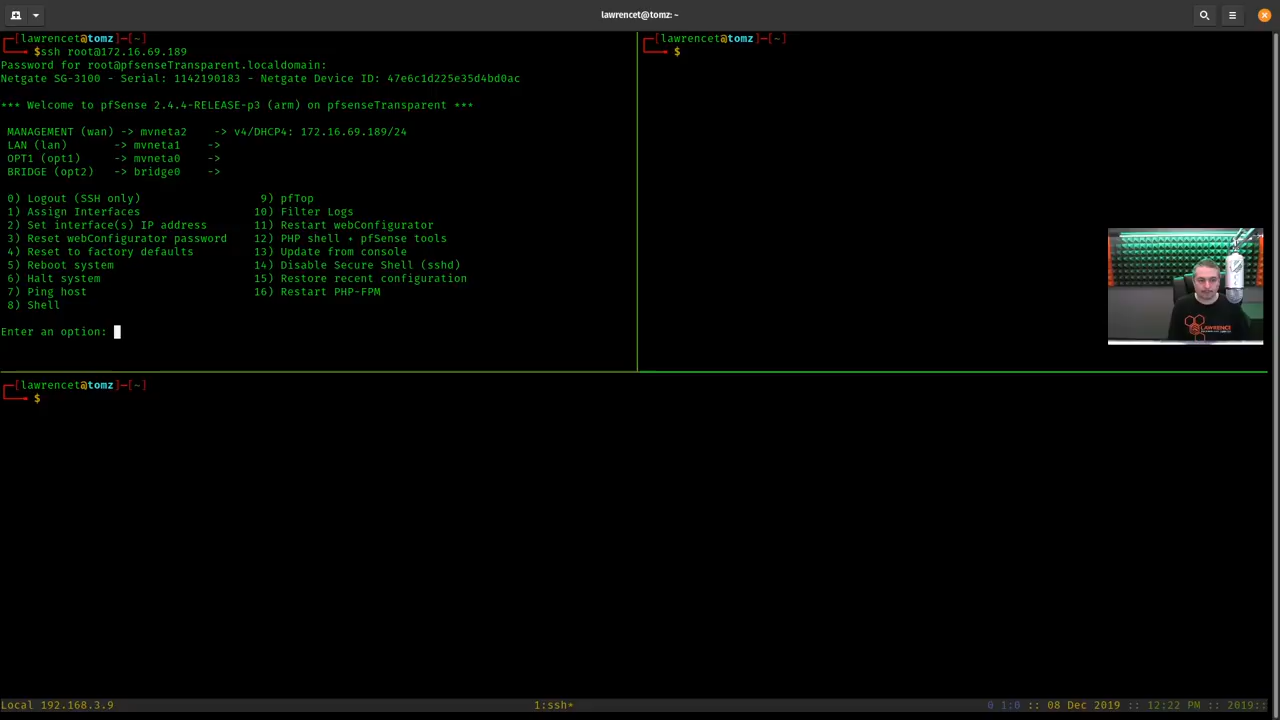 lawrencet@tomz: ~
┌─[lawrencet@tomz]─[~]
└──╼ $ssh root@172.16.69.189
Password for root@pfsenseTransparent.localdomain:
Netgate SG-3100 - Serial: 1142190183 - Netgate Device ID: 47e6c1d225e35d4bd0ac
*** Welcome to pfSense 2.4.4-RELEASE-p3 (arm) on pfsenseTransparent ***
MANAGEMENT (wan) -> mvneta2 -> v4/DHCP4: 172.16.69.189/24
LAN (lan) -> mvneta1 ->
OPT1 (opt1) -> mvneta0 ->
BRIDGE (opt2) -> bridge0 ->
0) Logout (SSH only) 9) pfTop
1) Assign Interfaces 10) Filter Logs
2) Set interface(s) IP address 11) Restart webConfigurator
3) Reset webConfigurator password 12) PHP shell + pfSense tools
4) Reset to factory defaults 13) Update from console
5) Reboot system 14) Disable Secure Shell (sshd)
6) Halt system 15) Restore recent configuration
7) Ping host 16) Restart PHP-FPM
8) Shell
Enter an option:
┌─[lawrencet@tomz]─[~]
└──╼ $
LAWRENCE
┌─[lawrencet@tomz]─[~]
└──╼ $
Local 192.168.3.9 1:ssh* 1:0 :: 08 Dec 2019 :: 12:22 PM :: 2019::